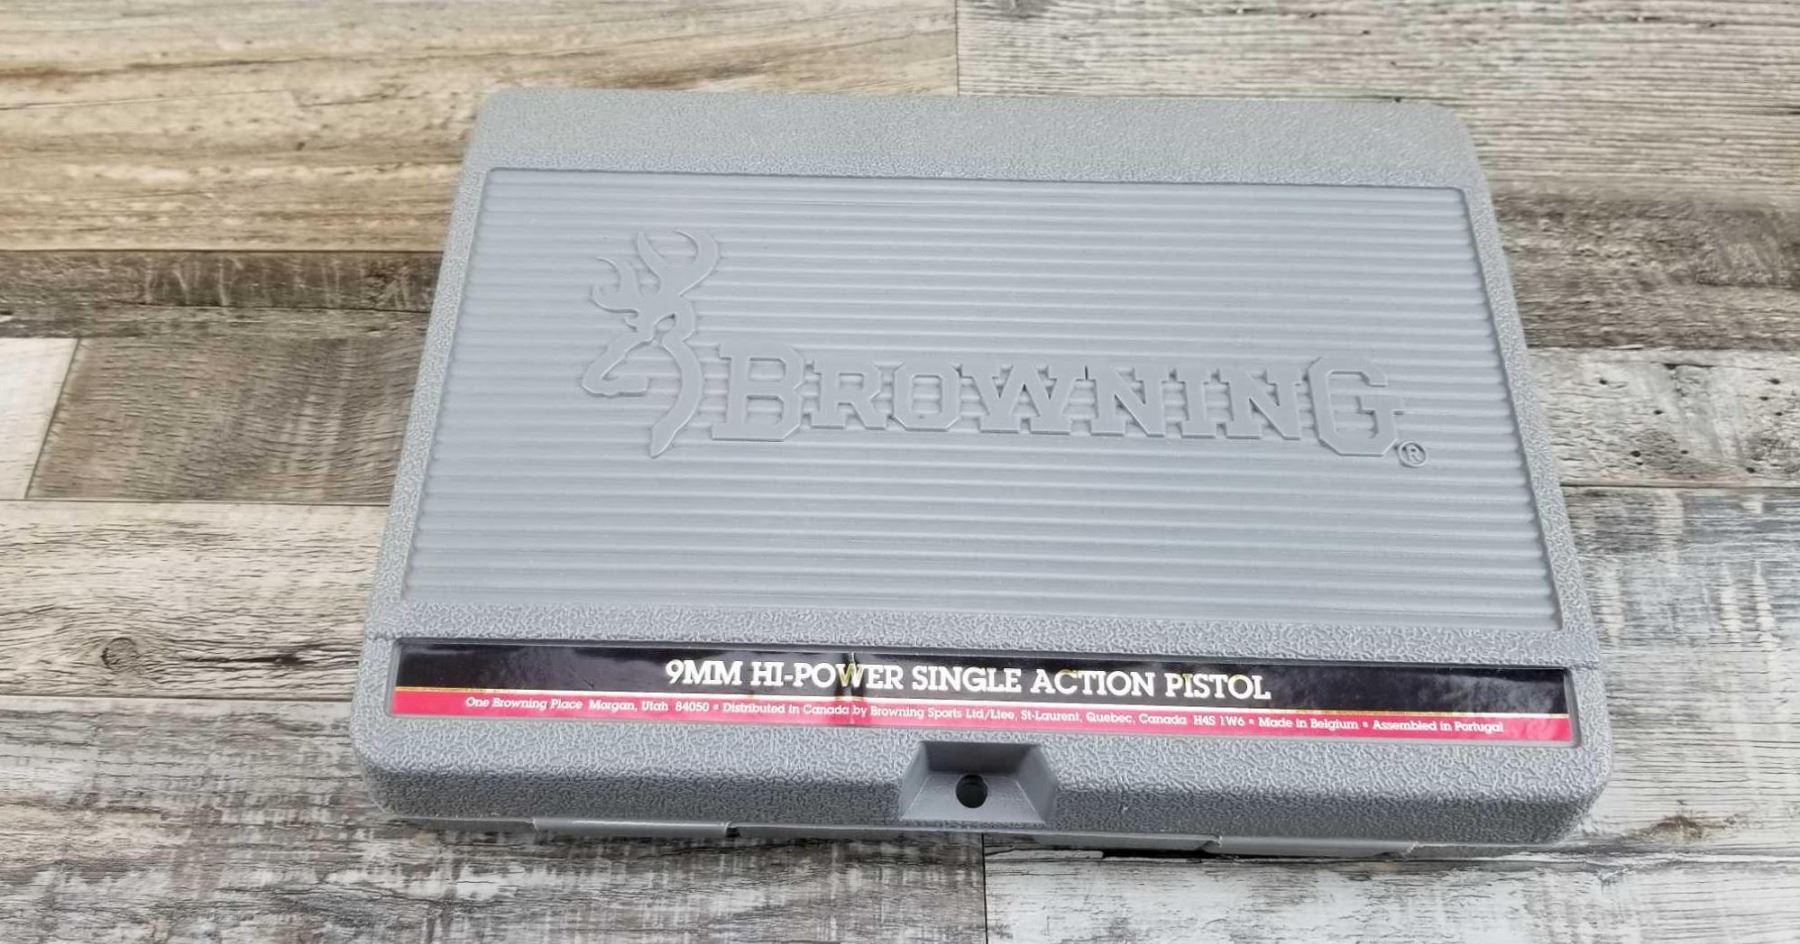 BROWNING®
9MM HI-POWER SINGLE ACTION PISTOL
One Browning Place Morgan, Utah 84050 • Distributed in Canada by Browning Sports Ltd/Ltee, St-Laurent, Quebec, Canada H4S 1W6 • Made in Belgium • Assembled in Portugal